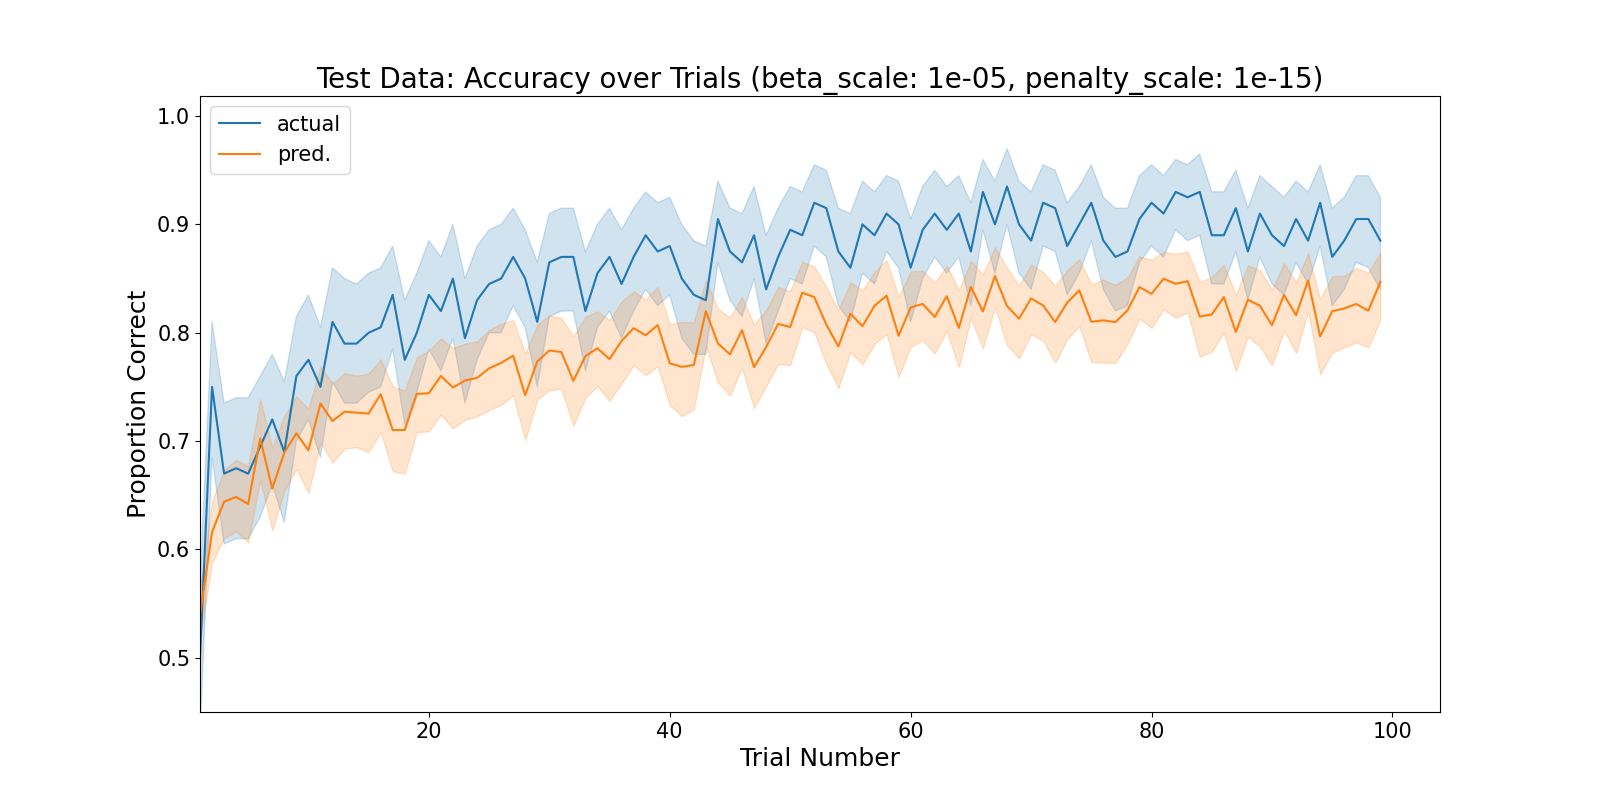 Test Data: Accuracy over Trials (beta_scale: 1e-05, penalty_scale: 1e-15)
actual
pred.
Proportion Correct
1.0
0.9
0.8
0.7
0.6
0.5
20 40 60 80 100
Trial Number